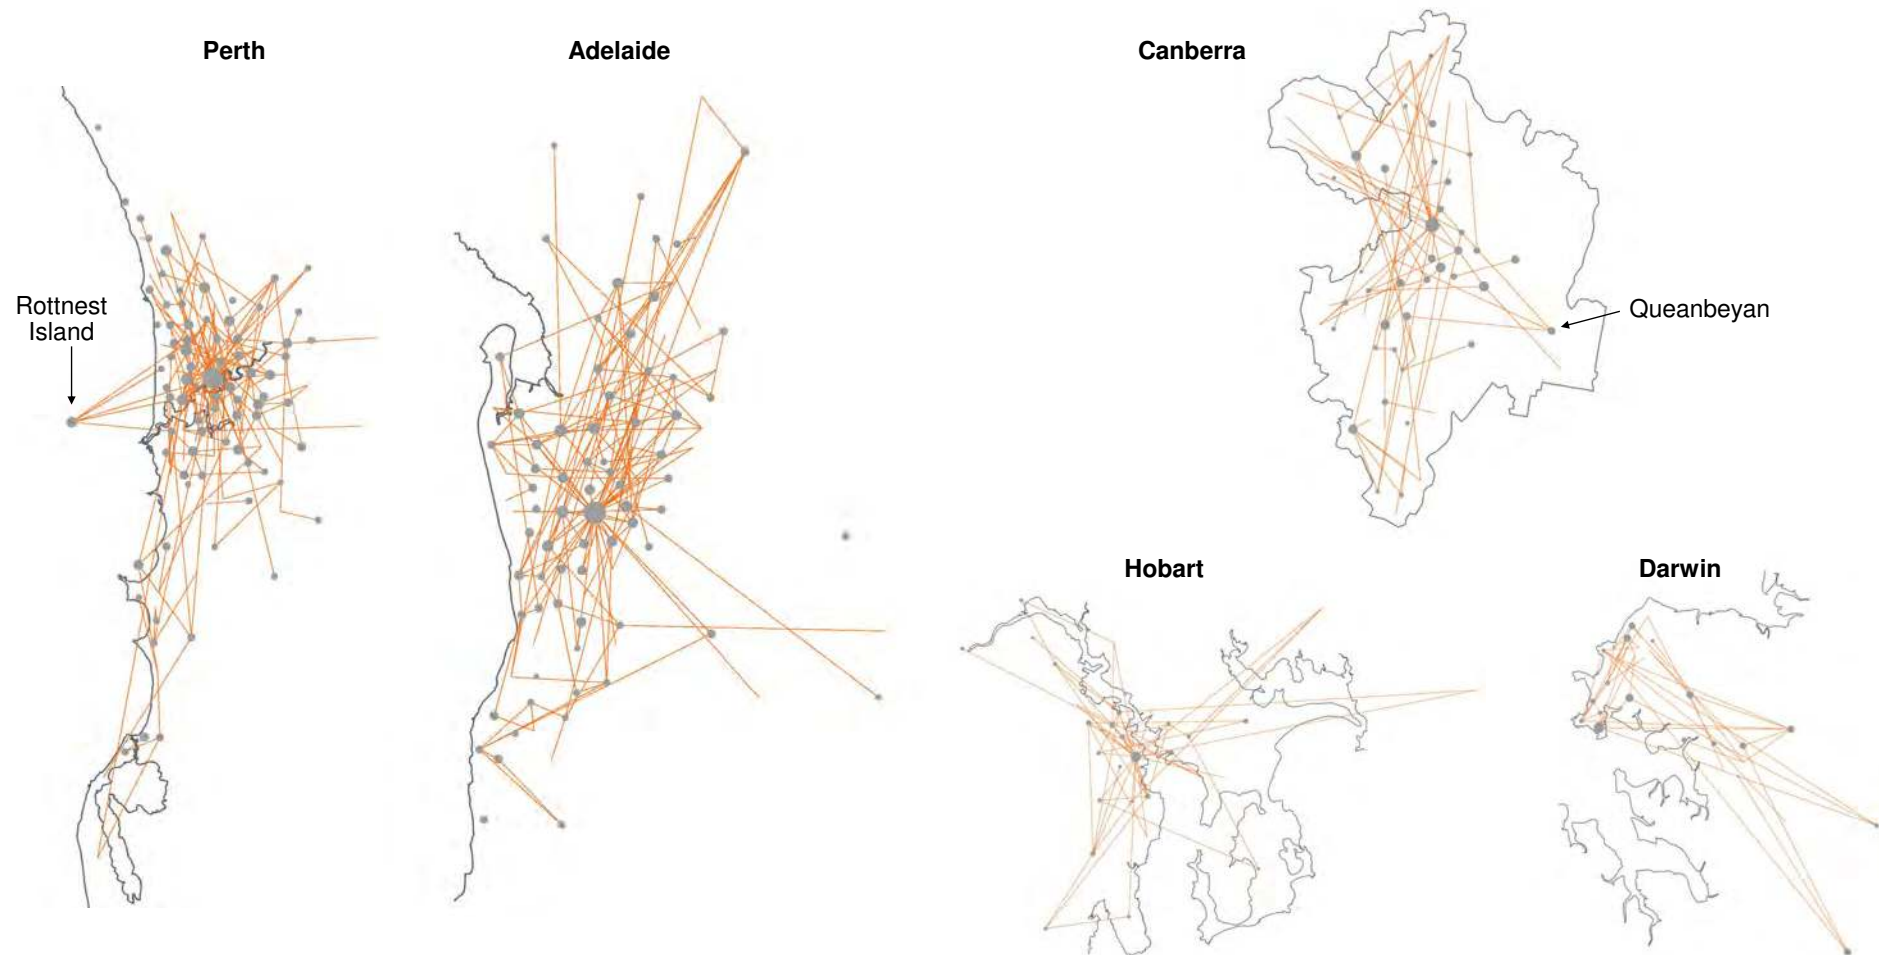 Perth
Adelaide
Canberra
Rottnest
Island
Queanbeyan
Hobart
Darwin